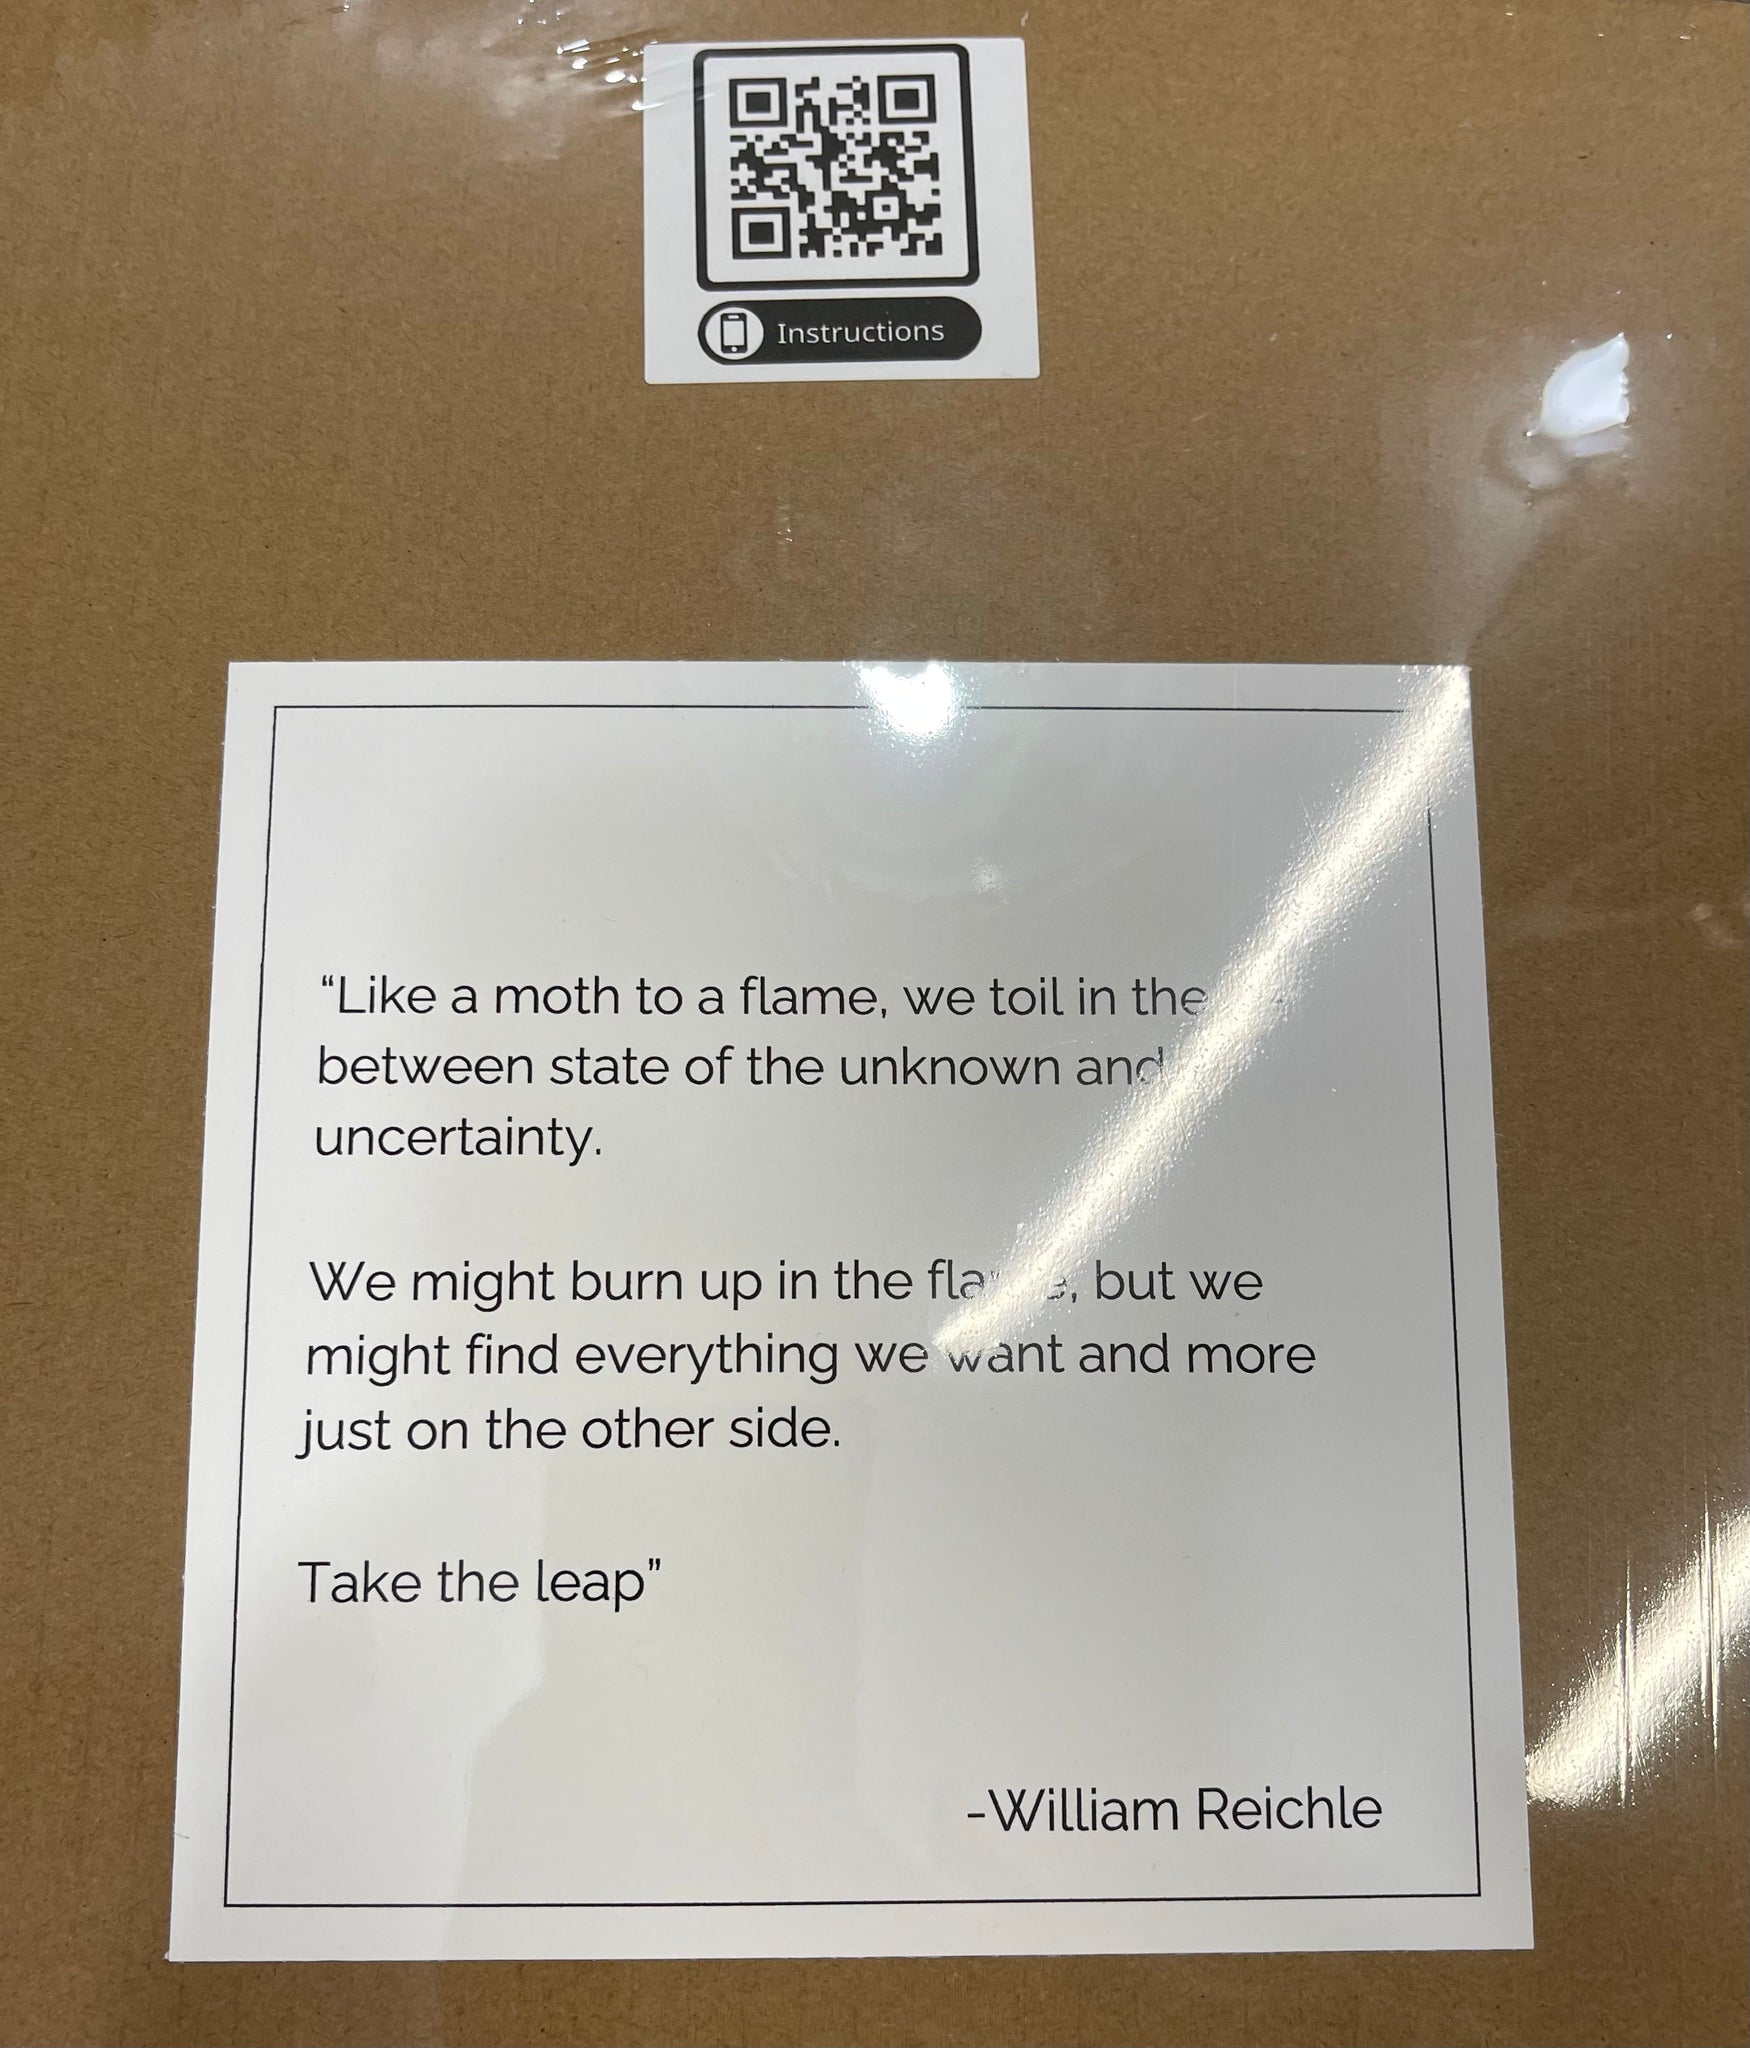 Instructions
“Like a moth to a flame, we toil in the
between state of the unknown and
uncertainty.
We might burn up in the flame, but we
might find everything we want and more
just on the other side.
Take the leap”
-William Reichle